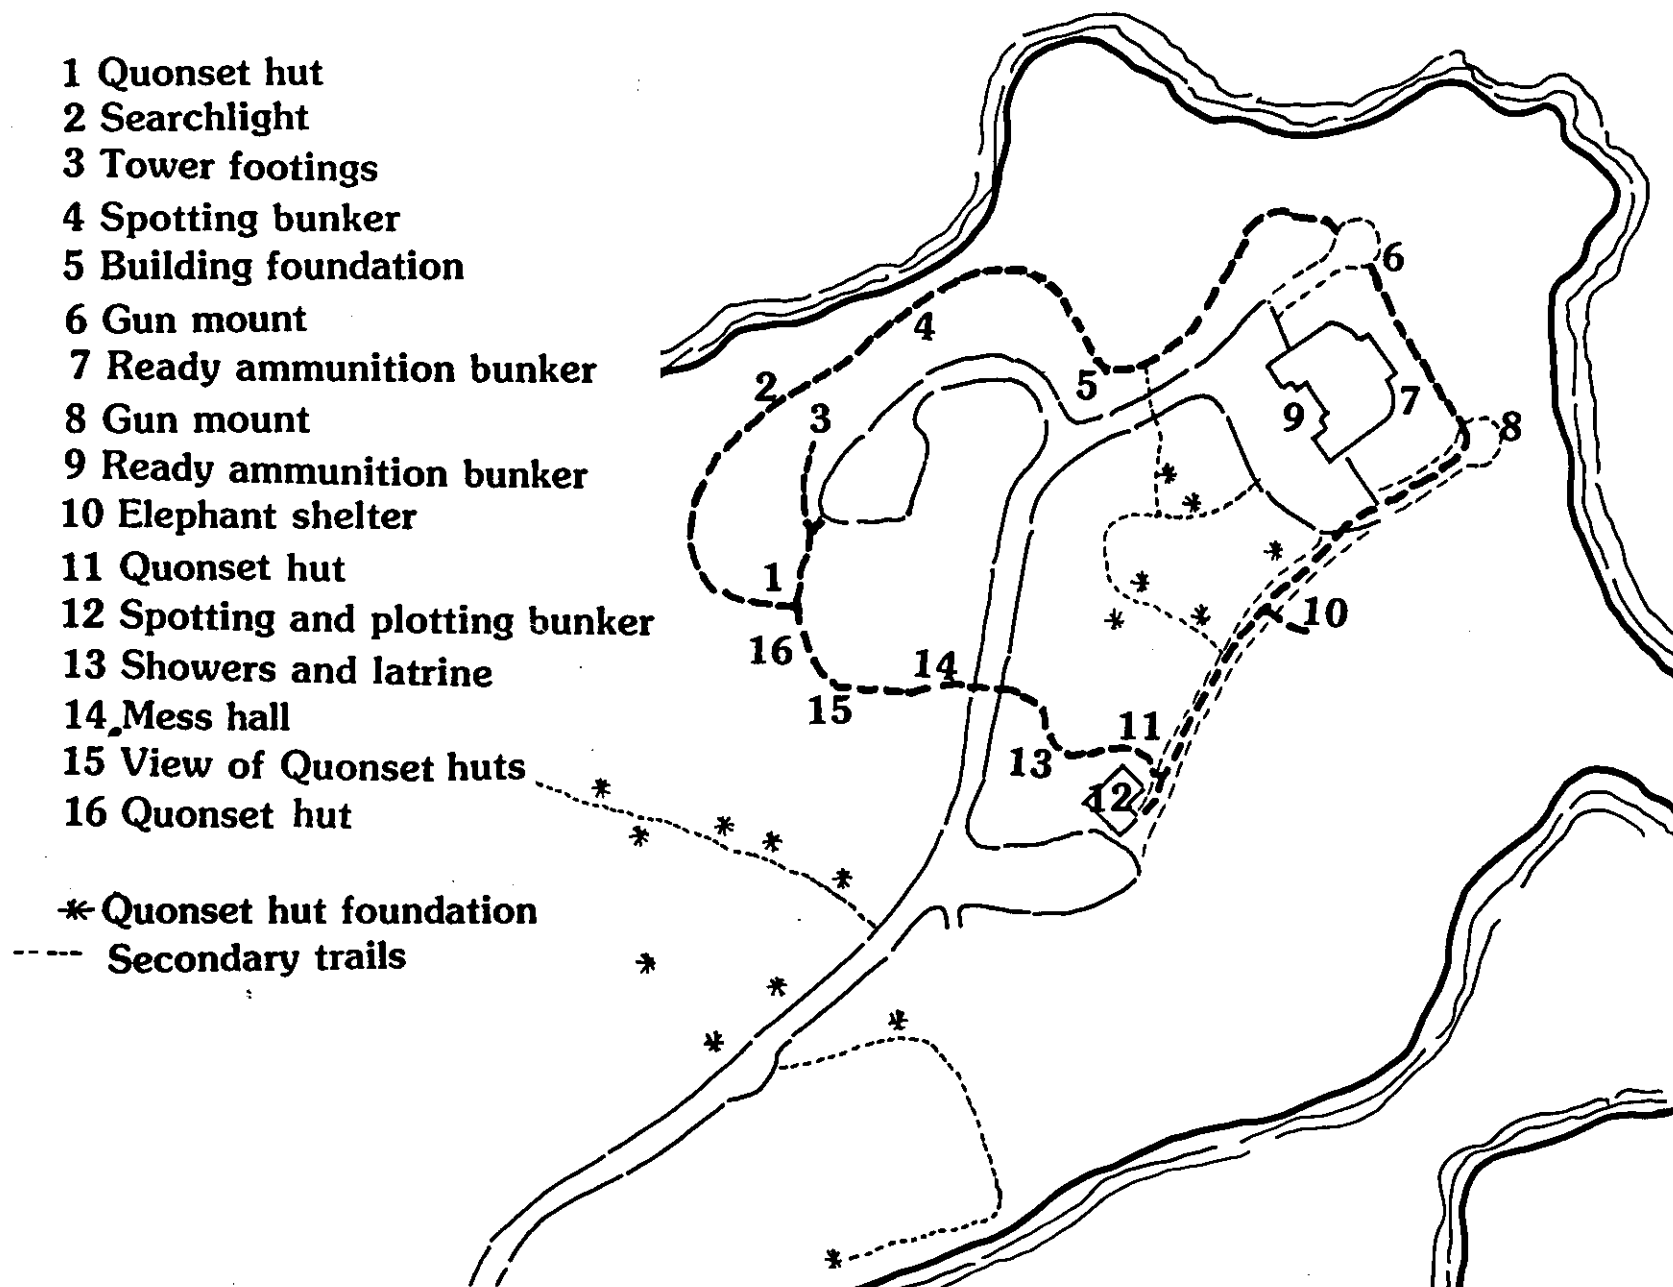 1 Quonset hut
2 Searchlight
3 Tower footings
4 Spotting bunker
5 Building foundation
6 Gun mount
7 Ready ammunition bunker
8 Gun mount
9 Ready ammunition bunker
10 Elephant shelter
11 Quonset hut
12 Spotting and plotting bunker
13 Showers and latrine
14 Mess hall
15 View of Quonset huts
16 Quonset hut
Quonset hut foundation
Secondary trails
6
4
2
5
3
7
9
8
1
10
16
14
15
11
13
12